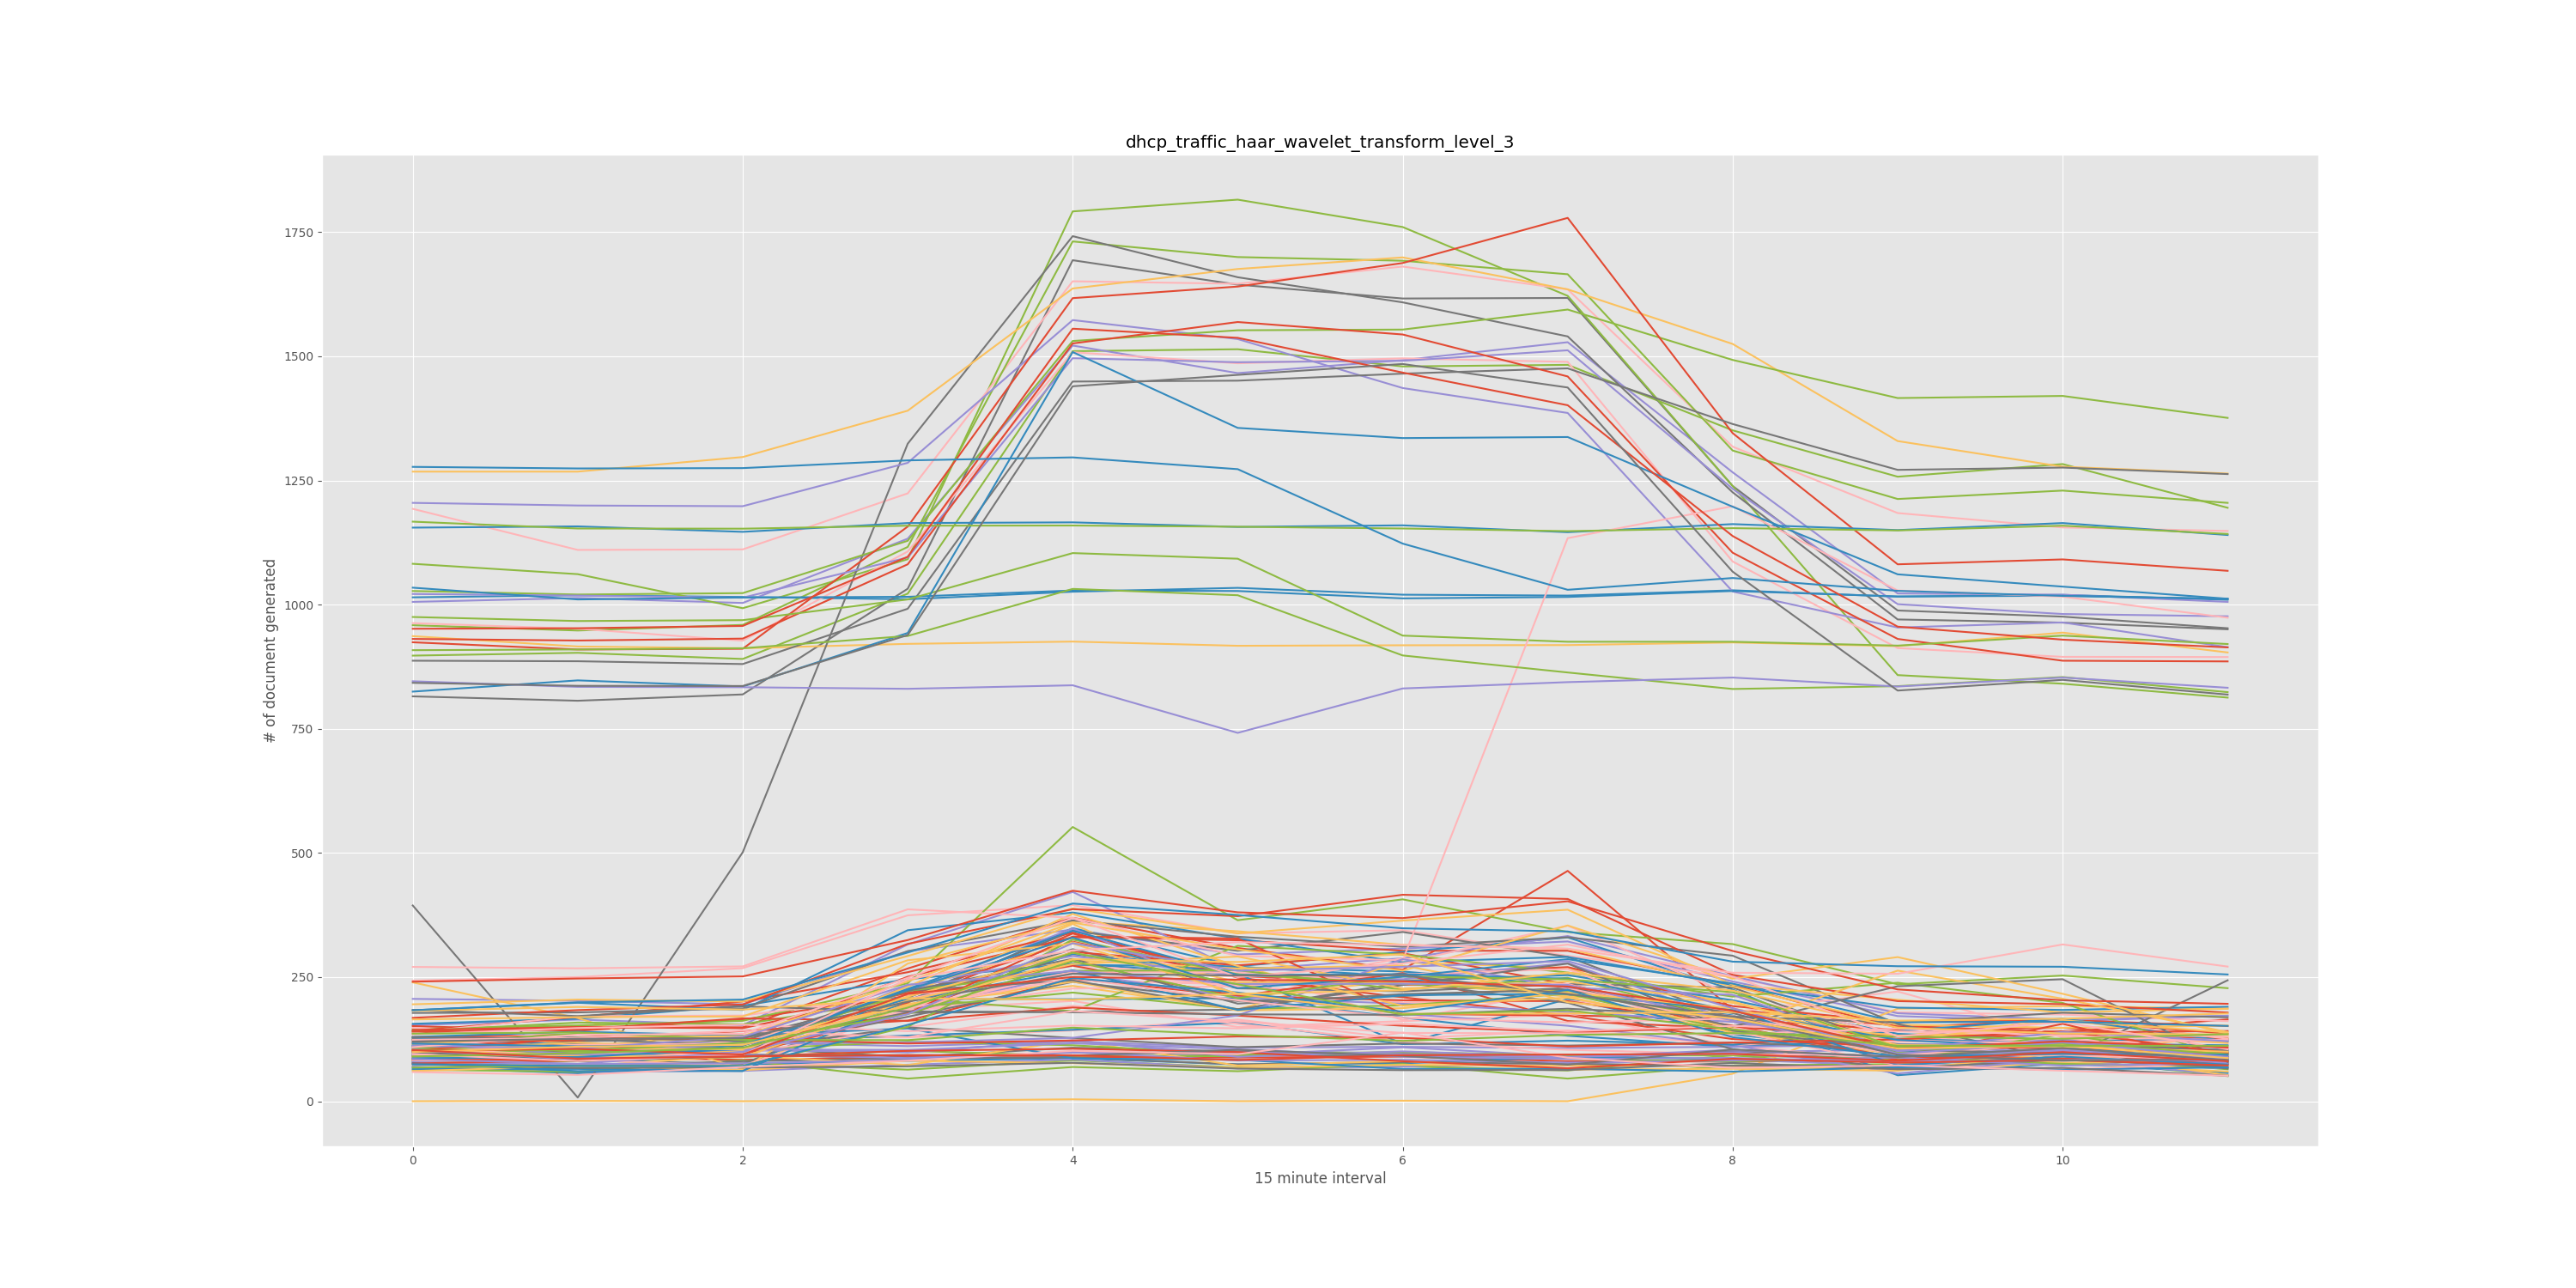 dhcp_traffic_haar_wavelet_transform_level_3
1750
1500
1250
1000
750
500
250
0
# of document generated
0 2 4 6 8 10
15 minute interval